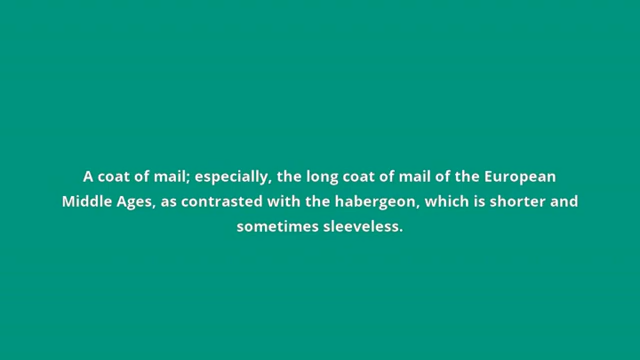 A coat of mail; especially, the long coat of mail of the European
Middle Ages, as contrasted with the habergeon, which is shorter and
sometimes sleeveless.